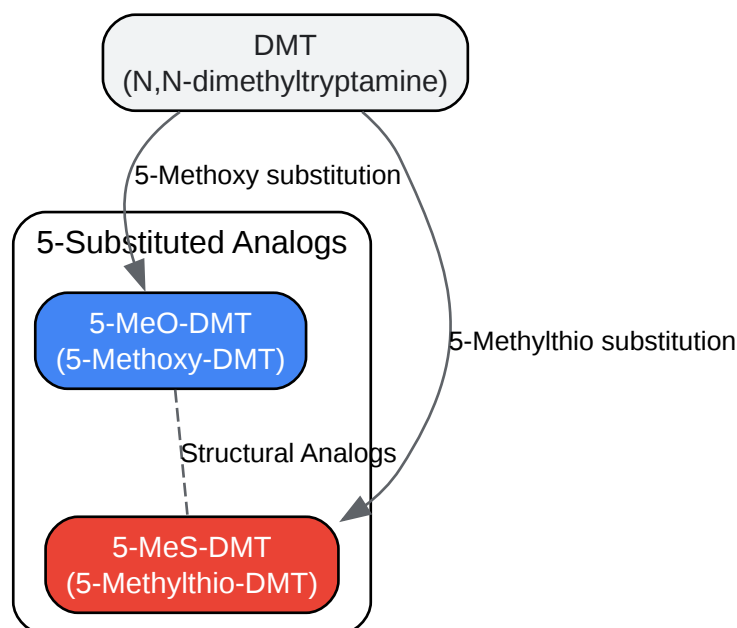 DMT
(N,N-dimethyltryptamine)
5-Methoxy substitution
5-Substituted Analogs
5-MeO-DMT
(5-Methoxy-DMT)
5-Methylthio substitution
Structural Analogs
5-MeS-DMT
(5-Methylthio-DMT)